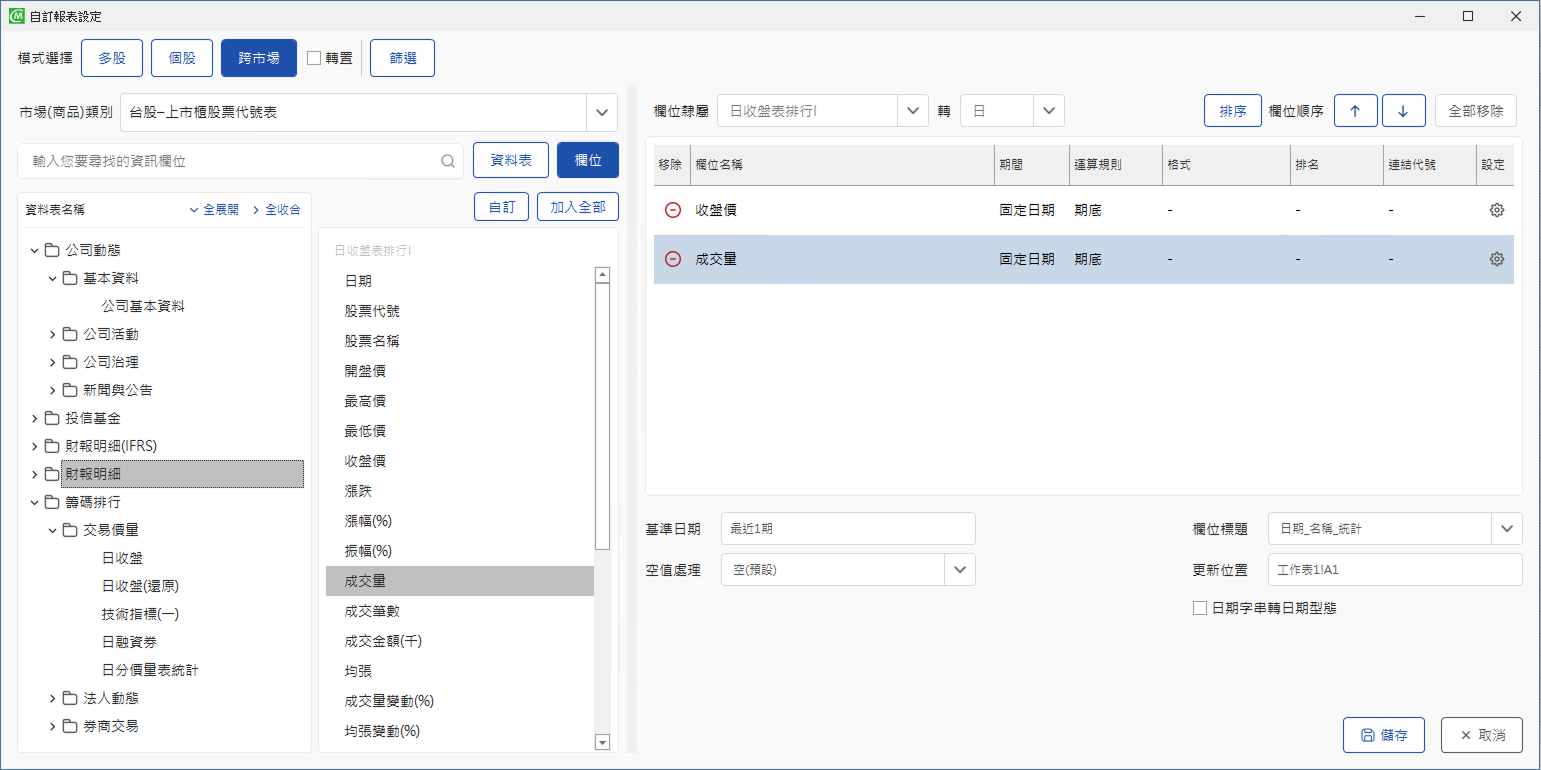 自訂報表設定
模式選擇 多股 個股 跨市場 轉置 篩選
市場(商品)類別 台股−上市櫃股票代號表
輸入您要尋找的資訊欄位 資料表 欄位
自訂 加入全部
資料表名稱 全展開 全收合
公司動態
基本資料
公司基本資料
公司活動
公司治理
新聞與公告
投信基金
財報明細(IFRS)
財報明細
籌碼排行
交易價量
日收盤
日收盤(還原)
技術指標(一)
日融資券
日分價量表統計
法人動態
券商交易
日收盤表排行I
日期
股票代號
股票名稱
開盤價
最高價
最低價
收盤價
漲跌
漲幅(%)
振幅(%)
成交量
成交筆數
成交金額(千)
均張
成交量變動(%)
均張變動(%)
欄位隸屬 日收盤表排行I 轉 日 排序 欄位順序 ↑ ↓ 全部移除
移除 欄位名稱 期間 運算規則 格式 排名 連結代號 設定
收盤價 固定日期 期底 - - -
成交量 固定日期 期底 - - -
基準日期 最近1期 欄位標題 日期_名稱_統計
空值處理 空(預設) 更新位置 工作表1!A1
日期字串轉日期型態
儲存 取消